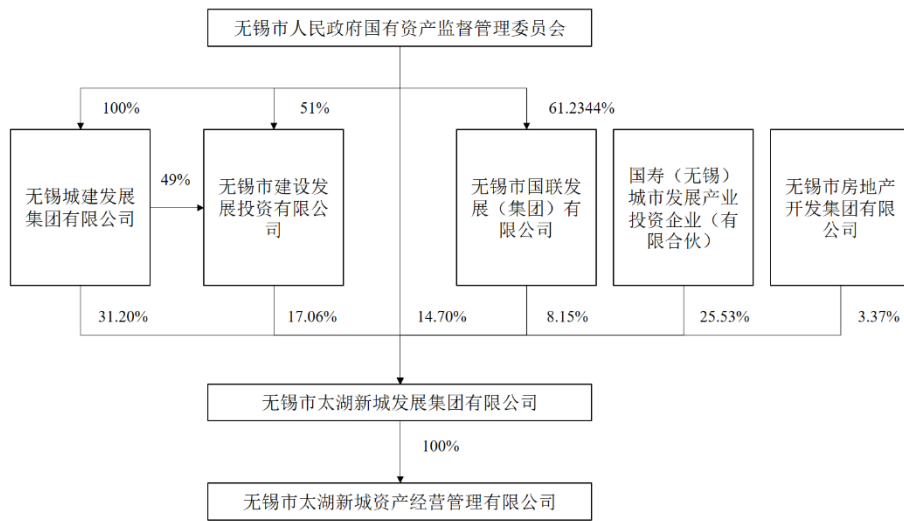 无锡市人民政府国有资产监督管理委员会
100%
51%
61.2344%
无锡城建发展
集团有限公司
49%
无锡市建设发
展投资有限公
司
无锡市国联发
展（集团）有
限公司
国寿（无锡）
城市发展产业
投资企业（有
限合伙）
无锡市房地产
开发集团有限
公司
31.20%
17.06%
14.70%
8.15%
25.53%
3.37%
无锡市太湖新城发展集团有限公司
100%
无锡市太湖新城资产经营管理有限公司